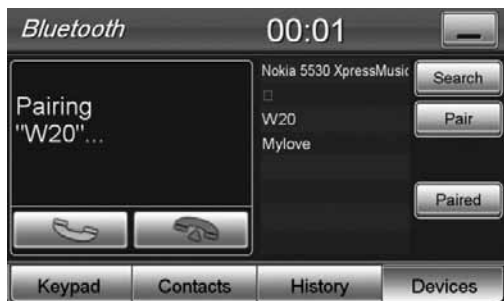 Bluetooth 00:01
Pairing
"W20"...
Nokia 5530 XpressMusic
W20
Mylove
Search
Pair
Paired
Keypad Contacts History Devices